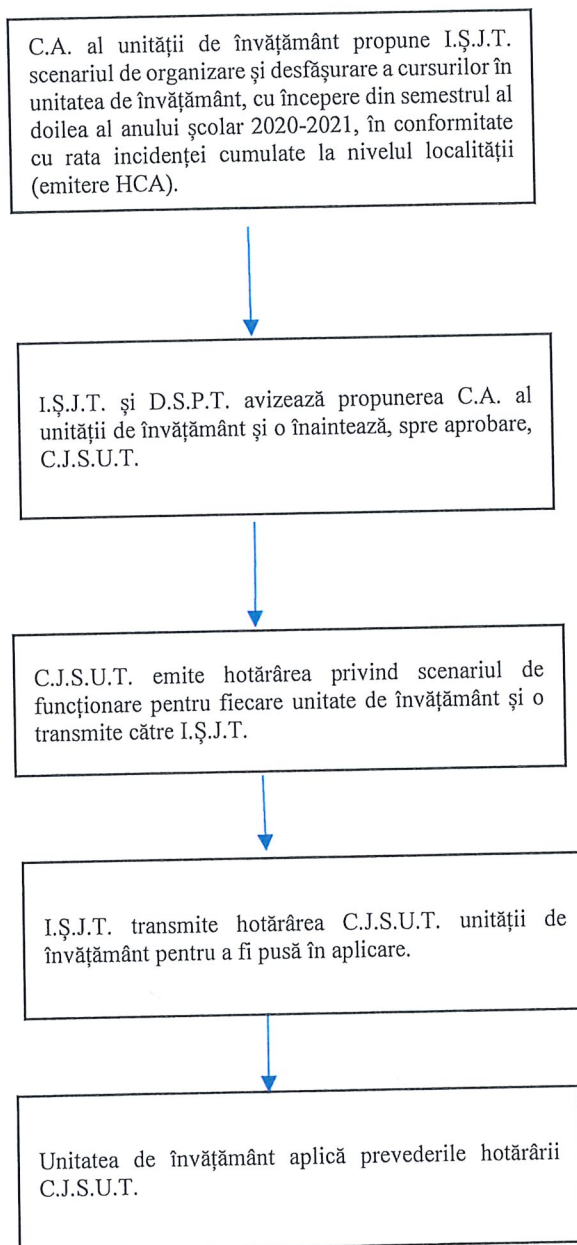 C.A. al unității de învățământ propune I.Ș.J.T.
scenariul de organizare și desfășurare a cursurilor în
unitatea de învățământ, cu începere din semestrul al
doilea al anului școlar 2020-2021, în conformitate
cu rata incidenței cumulate la nivelul localității
(emitere HCA).
I.Ș.J.T. și D.S.P.T. avizează propunerea C.A. al
unității de învățământ și o înaintează, spre aprobare,
C.J.S.U.T.
C.J.S.U.T. emite hotărârea privind scenariul de
funcționare pentru fiecare unitate de învățământ și o
transmite către I.Ș.J.T.
I.Ș.J.T. transmite hotărârea C.J.S.U.T. unității de
învățământ pentru a fi pusă în aplicare.
Unitatea de învățământ aplică prevederile hotărârii
C.J.S.U.T.